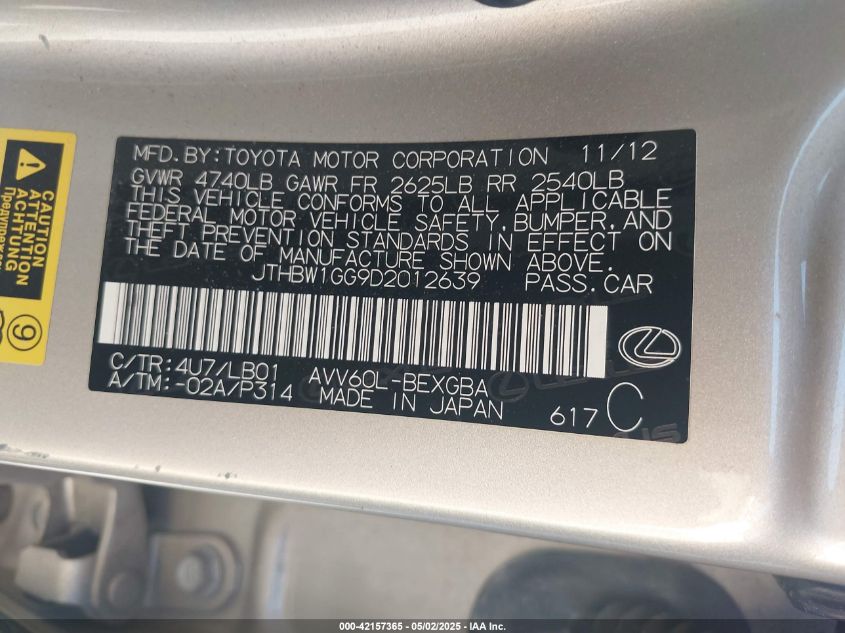 MFD.BY:TOYOTA MOTOR CORPORATION 11/12
GVWR 4740LB GAWR FR 2625LB RR 2540LB
THIS VEHICLE CONFORMS TO ALL APPLICABLE
FEDERAL MOTOR VEHICLE SAFETY, BUMPER, AND
THEFT PREVENTION STANDARDS IN EFFECT ON
THE DATE OF MANUFACTURE SHOWN ABOVE.
JTHBW1GG9D2012639 PASS.CAR
C/TR:4U7/LB01 AVV60L-BEXGBA
A/TM:-02A/P314 MADE IN JAPAN 617 C
CAUTION
ATTENTION
ACHTUNG
9
000-42157365 - 05/02/2025 - IAA Inc.